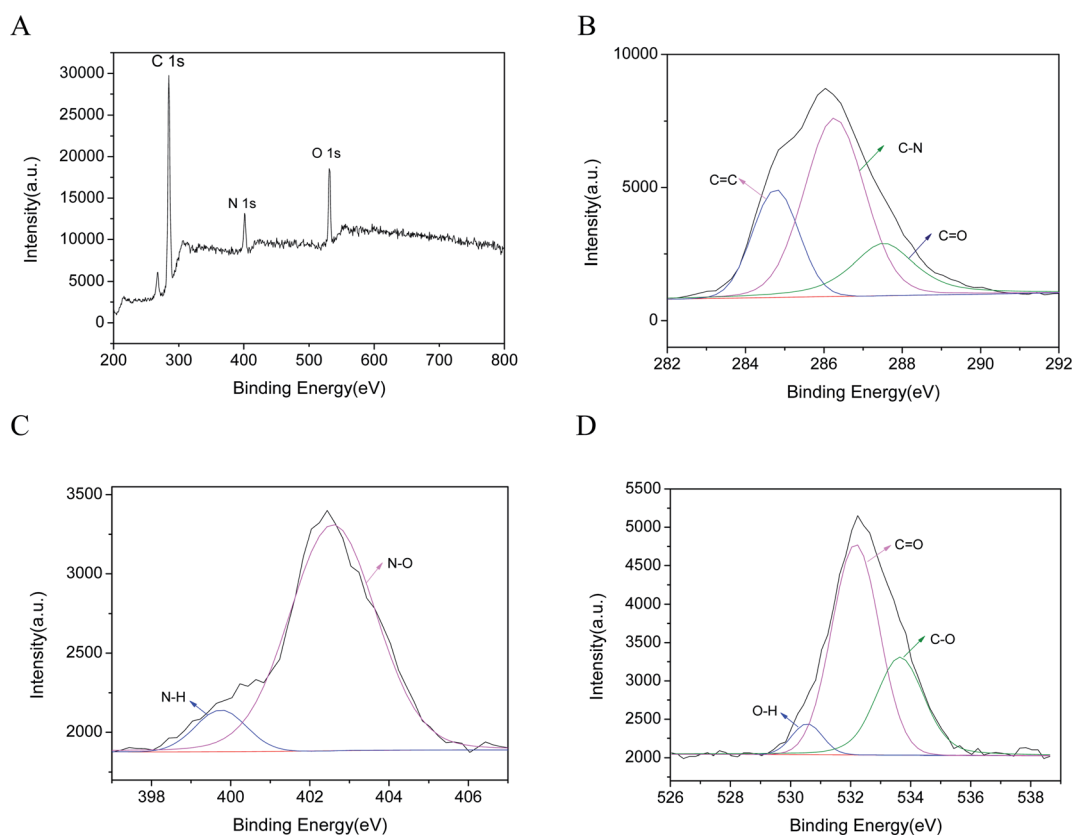 A
C 1s
N 1s
O 1s
30000
25000
20000
15000
10000
5000
0
200 300 400 500 600 700 800
Intensity(a.u.)
Binding Energy(eV)
B
C=C
C-N
C=O
10000
5000
0
282 284 286 288 290 292
Intensity(a.u.)
Binding Energy(eV)
C
N-H
N-O
3500
3000
2500
2000
398 400 402 404 406
Intensity(a.u.)
Binding Energy(eV)
D
O-H
C=O
C-O
5500
5000
4500
4000
3500
3000
2500
2000
526 528 530 532 534 536 538
Intensity(a.u.)
Binding Energy(eV)